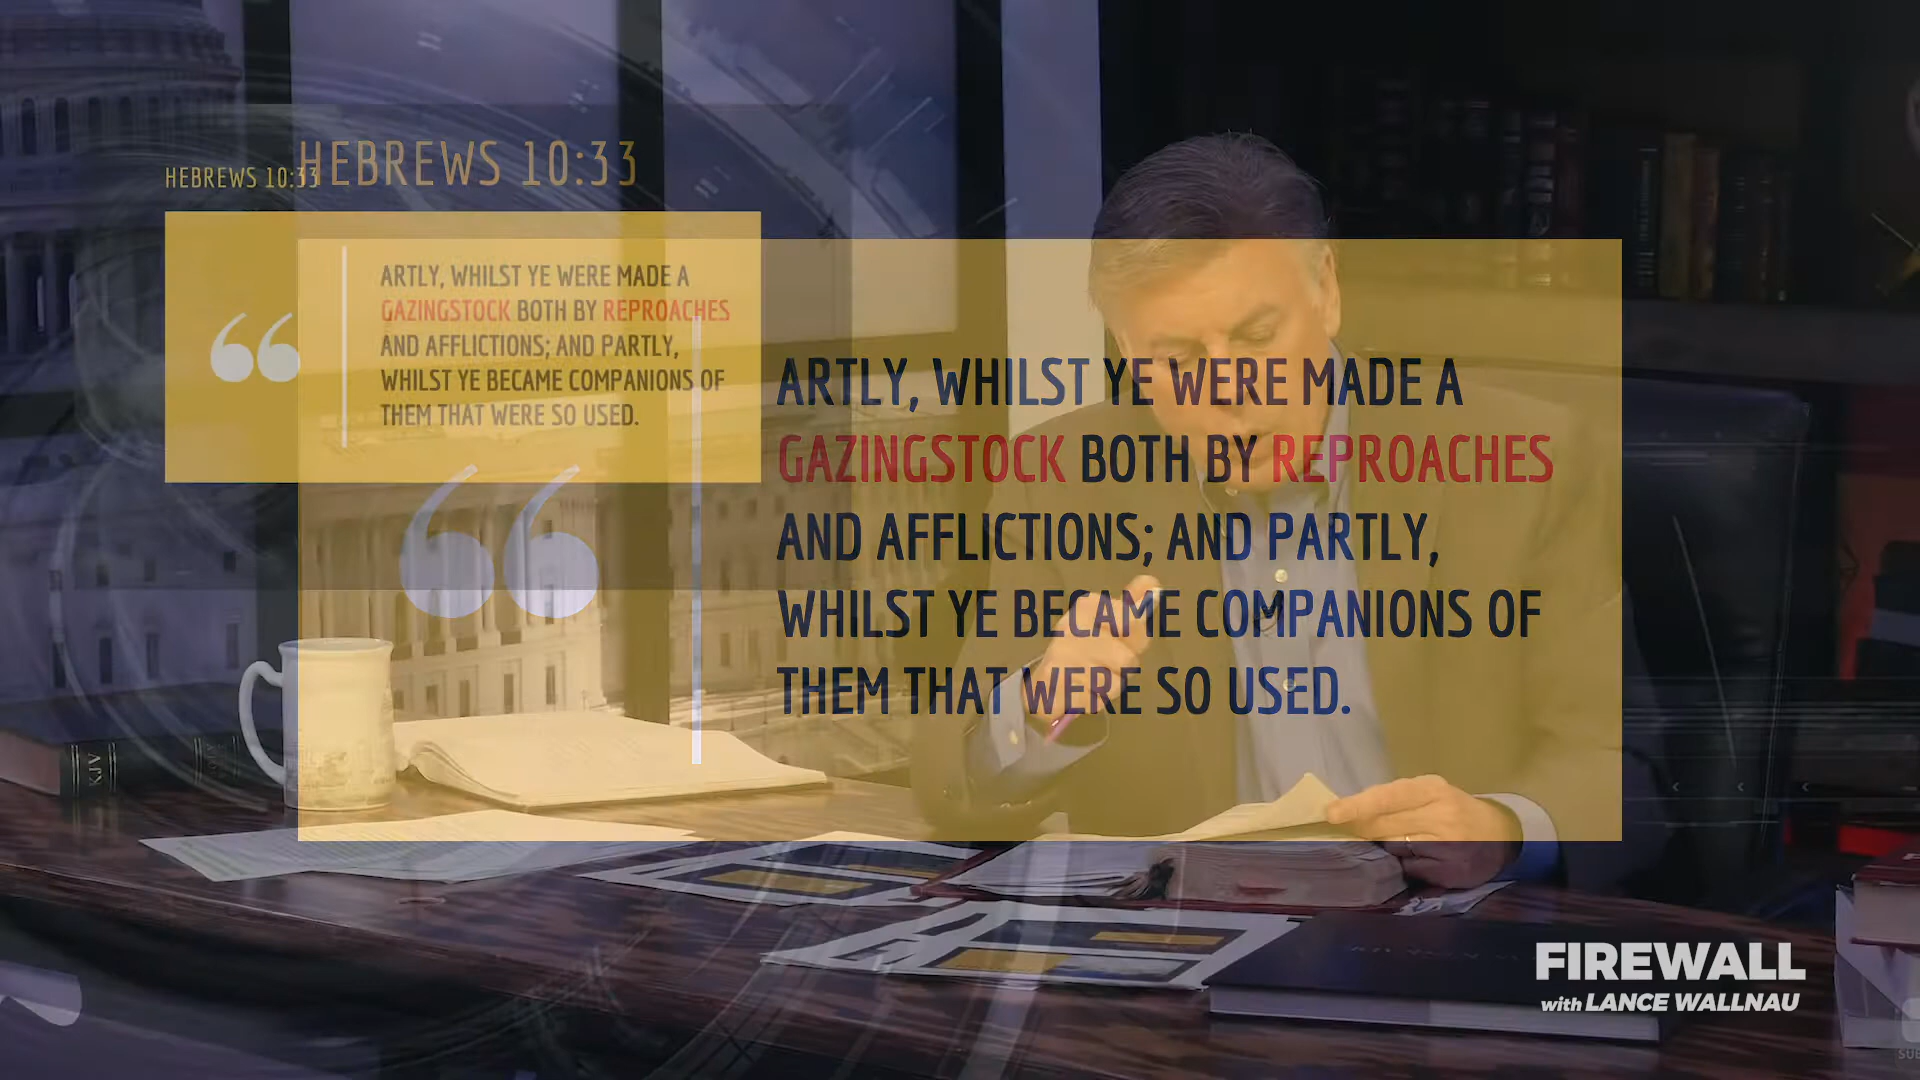 HEBREWS 10:33
HEBREWS 10:33
ARTLY, WHILST YE WERE MADE A
GAZINGSTOCK BOTH BY REPROACHES
AND AFFLICTIONS; AND PARTLY,
WHILST YE BECAME COMPANIONS OF
THEM THAT WERE SO USED.
ARTLY, WHILST YE WERE MADE A
GAZINGSTOCK BOTH BY REPROACHES
AND AFFLICTIONS; AND PARTLY,
WHILST YE BECAME COMPANIONS OF
THEM THAT WERE SO USED.
KJV
FIREWALL
with LANCE WALLNAU